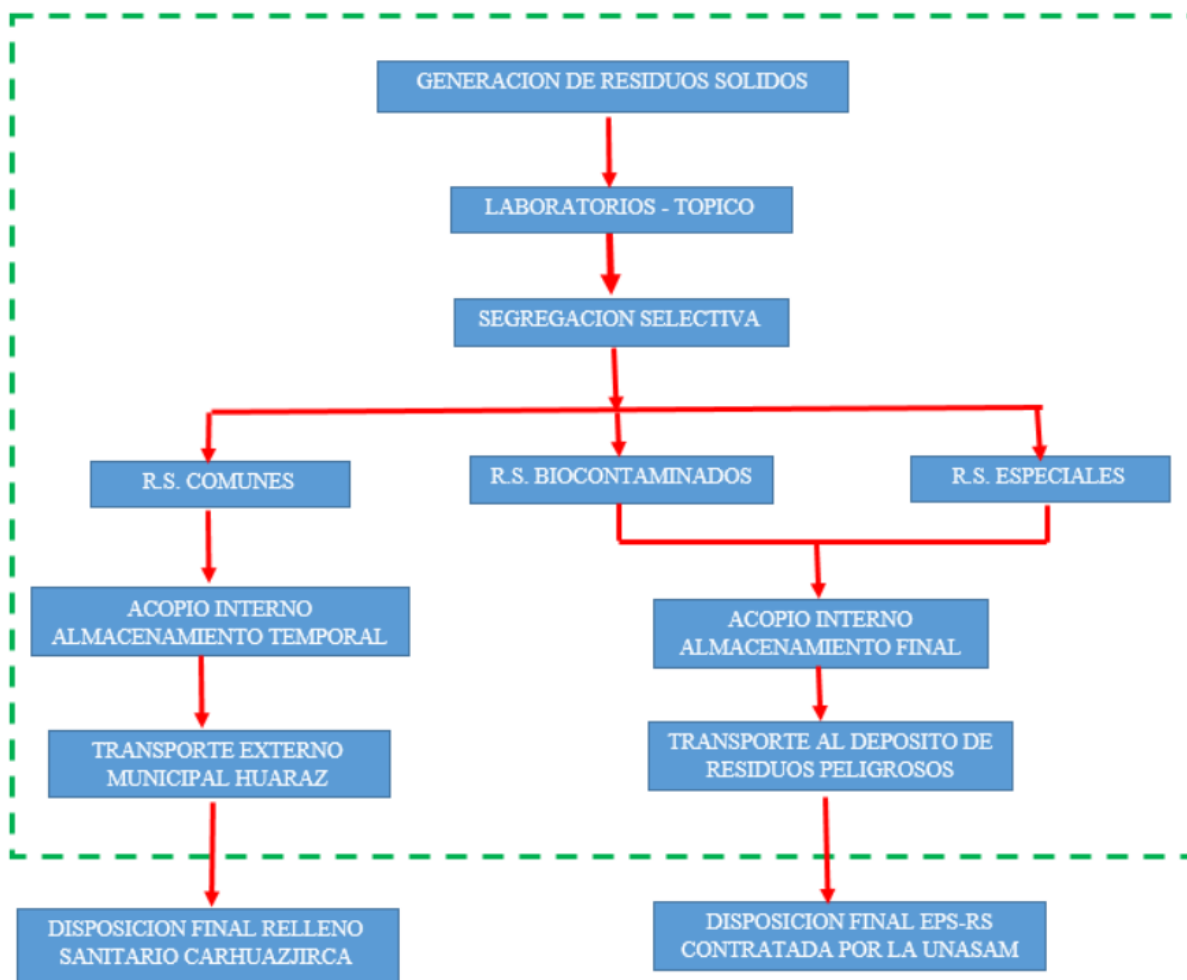 GENERACION DE RESIDUOS SOLIDOS
LABORATORIOS - TOPICO
SEGREGACION SELECTIVA
R.S. COMUNES
R.S. BIOCONTAMINADOS
R.S. ESPECIALES
ACOPIO INTERNO
ALMACENAMIENTO TEMPORAL
ACOPIO INTERNO
ALMACENAMIENTO FINAL
TRANSPORTE EXTERNO
MUNICIPAL HUARAZ
TRANSPORTE AL DEPOSITO DE
RESIDUOS PELIGROSOS
DISPOSICION FINAL RELLENO
SANITARIO CARHUAZJIRCA
DISPOSICION FINAL EPS-RS
CONTRATADA POR LA UNASAM